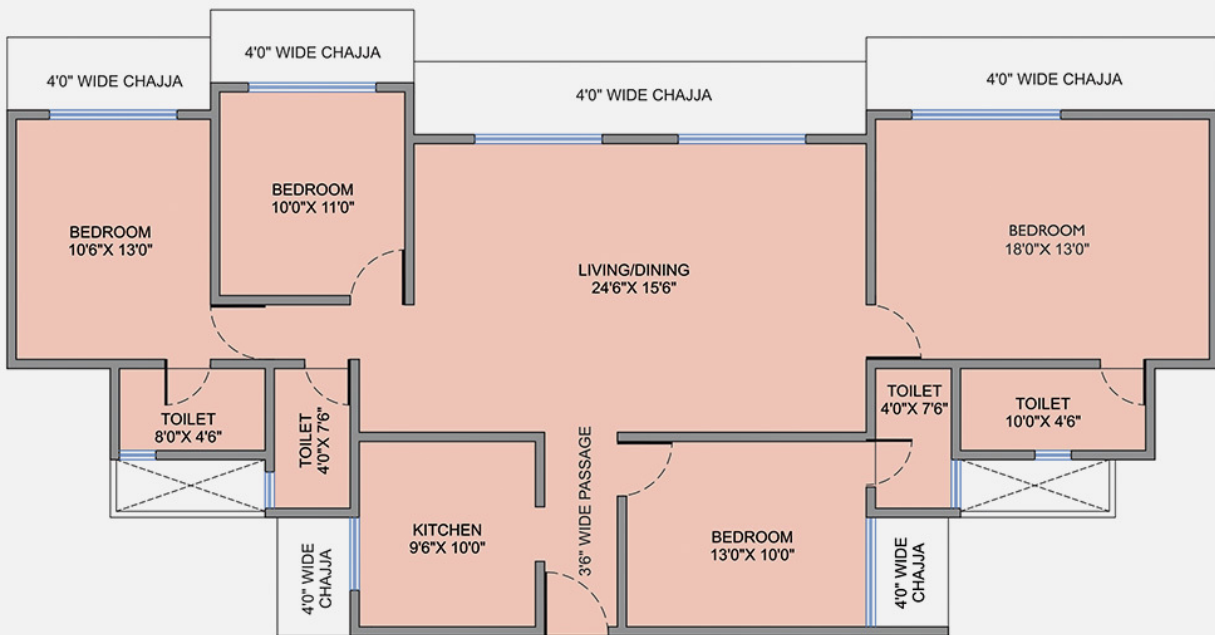 4'0" WIDE CHAJJA
4'0" WIDE CHAJJA
4'0" WIDE CHAJJA
4'0" WIDE CHAJJA
BEDROOM
10'6"X 13'0"
BEDROOM
10'0"X 11'0"
LIVING/DINING
24'6"X 15'6"
BEDROOM
18'0"X 13'0"
TOILET
8'0"X 4'6"
TOILET
4'0"X 7'6"
TOILET
4'0"X 7'6"
TOILET
10'0"X 4'6"
KITCHEN
9'6"X 10'0"
3'6" WIDE PASSAGE
BEDROOM
13'0"X 10'0"
4'0" WIDE
CHAJJA
4'0" WIDE
CHAJJA